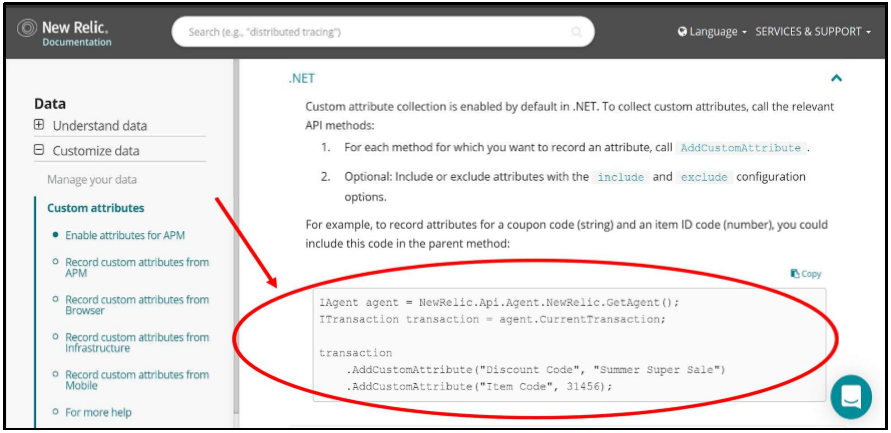 New Relic.
Documentation
Search (e.g., "distributed tracing")
Language
SERVICES & SUPPORT
Data
Understand data
Customize data
Manage your data
Custom attributes
Enable attributes for APM
Record custom attributes from
APM
Record custom attributes from
Browser
Record custom attributes from
Infrastructure
Record custom attributes from
Mobile
For more help
.NET
Custom attribute collection is enabled by default in .NET. To collect custom attributes, call the relevant
API methods:
1. For each method for which you want to record an attribute, call AddCustomAttribute .
2. Optional: Include or exclude attributes with the include and exclude configuration
options.
For example, to record attributes for a coupon code (string) and an item ID code (number), you could
include this code in the parent method:
Copy
IAgent agent = NewRelic.Api.Agent.NewRelic.GetAgent();
ITransaction transaction = agent.CurrentTransaction;
transaction
.AddCustomAttribute("Discount Code", "Summer Super Sale")
.AddCustomAttribute("Item Code", 31456);